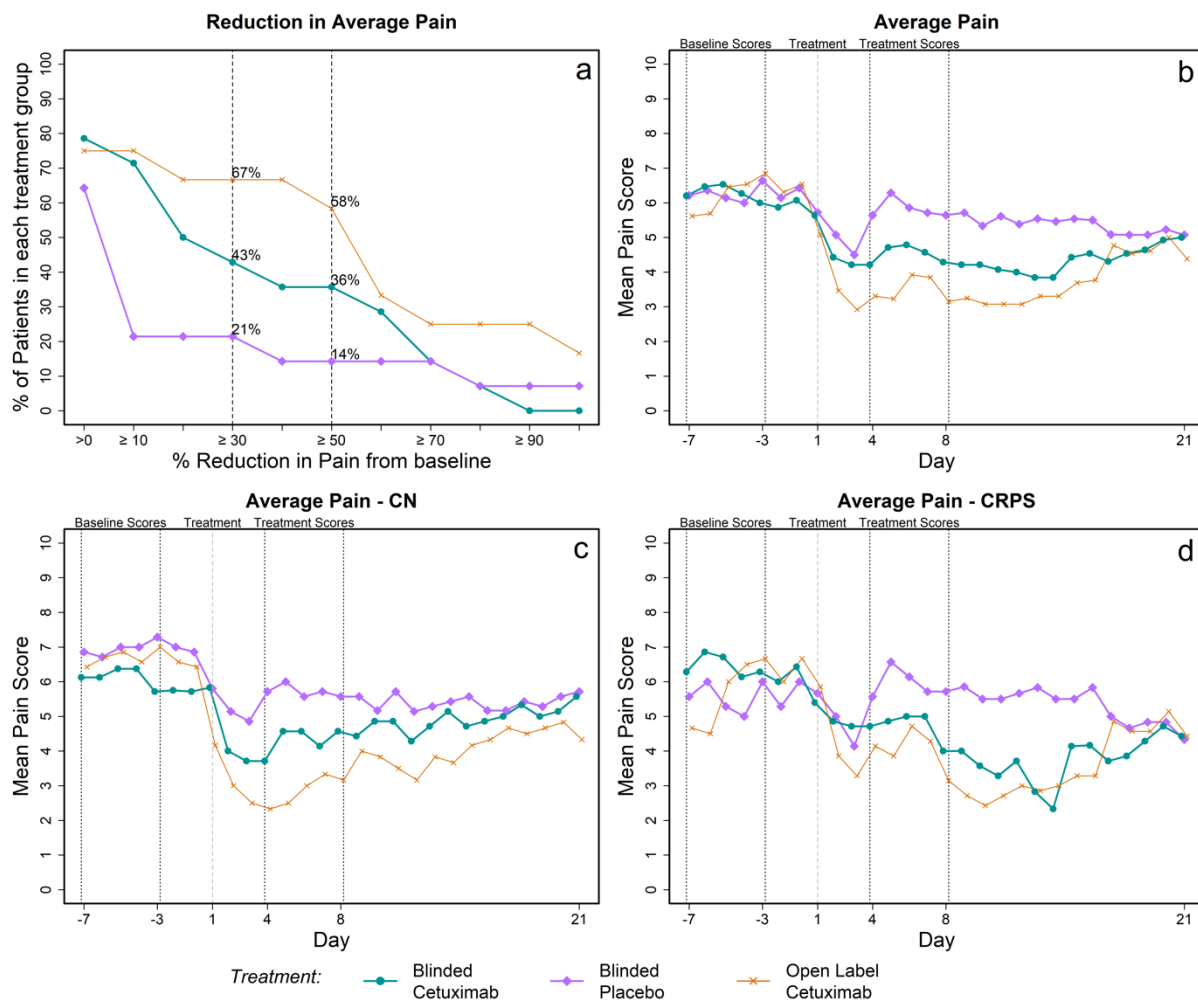 Reduction in Average Pain
a
% of Patients in each treatment group
100
90
80
70
60
50
40
30
20
10
0
67%
58%
43%
36%
21%
14%
>0
≥ 10
≥ 30
≥ 50
≥ 70
≥ 90
% Reduction in Pain from baseline
Average Pain
Baseline Scores Treatment Treatment Scores
b
Mean Pain Score
10
9
8
7
6
5
4
3
2
1
0
-7 -3 1 4 8 21
Day
Average Pain - CN
Baseline Scores Treatment Treatment Scores
c
Mean Pain Score
10
9
8
7
6
5
4
3
2
1
0
-7 -3 1 4 8 21
Day
Average Pain - CRPS
Baseline Scores Treatment Treatment Scores
d
Mean Pain Score
10
9
8
7
6
5
4
3
2
1
0
-7 -3 1 4 8 21
Day
Treatment:
Blinded
Cetuximab
Blinded
Placebo
Open Label
Cetuximab